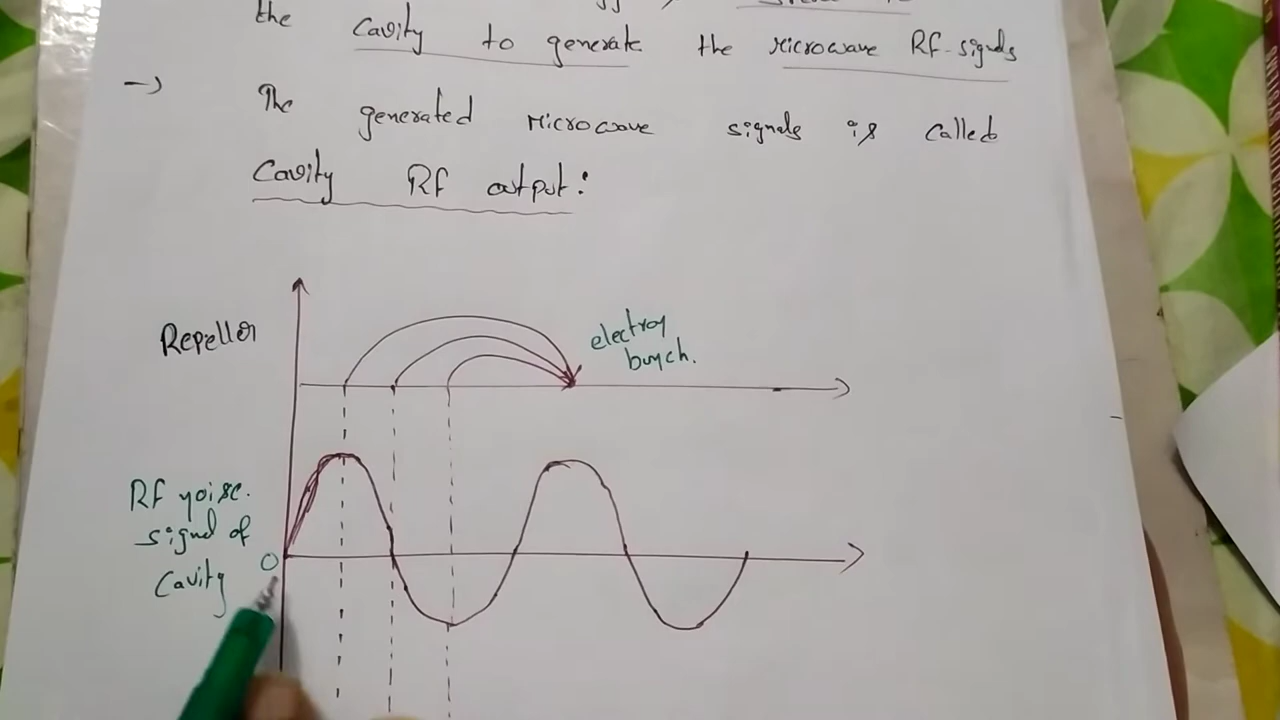 the cavity to generate the Microwave RF-signals
→ The generated Microwave signals is called
Cavity RF output:
Repellor
electron
bunch.
RF noise.
signal of
Cavity
0